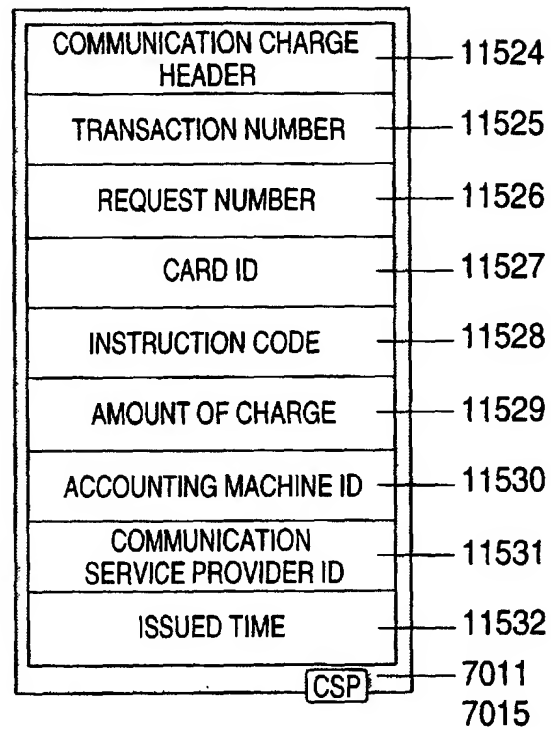 COMMUNICATION CHARGE
HEADER
11524
TRANSACTION NUMBER
11525
REQUEST NUMBER
11526
CARD ID
11527
INSTRUCTION CODE
11528
AMOUNT OF CHARGE
11529
ACCOUNTING MACHINE ID
11530
COMMUNICATION
SERVICE PROVIDER ID
11531
ISSUED TIME
11532
CSP
7011
7015